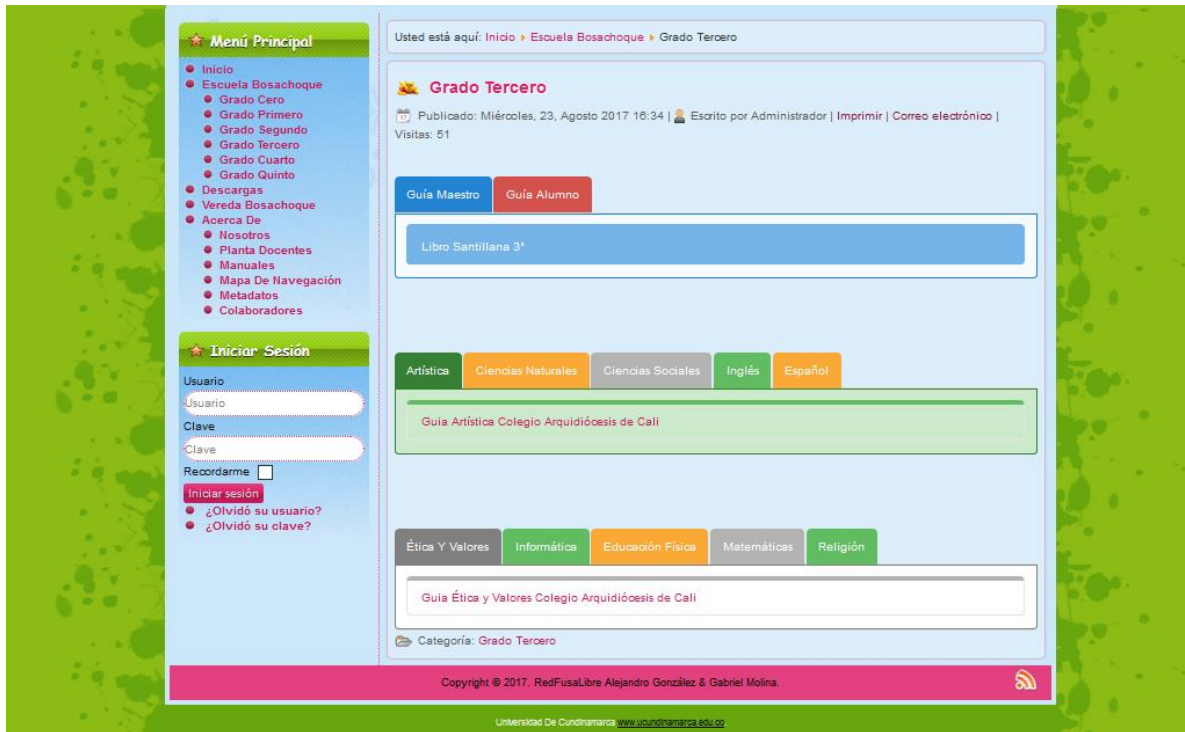 Menú Principal
Inicio
Escuela Bosachoque
Grado Cero
Grado Primero
Grado Segundo
Grado Tercero
Grado Cuarto
Grado Quinto
Descargas
Vereda Bosachoque
Acerca De
Nosotros
Planta Docentes
Manuales
Mapa De Navegación
Metadatos
Colaboradores
Iniciar Sesión
Usuario
Usuario
Clave
Clave
Recordarme
Iniciar sesión
¿Olvidó su usuario?
¿Olvidó su clave?
Usted está aquí: Inicio Escuela Bosachoque Grado Tercero
Grado Tercero
Publicado: Miércoles, 23, Agosto 2017 16:34 | Escrito por Administrador | Imprimir | Correo electrónico |
Visitas: 51
Guía Maestro Guía Alumno
Libro Santillana 3°
Artística Ciencias Naturales Ciencias Sociales Inglés Español
Guia Artística Colegio Arquidiócesis de Cali
Ética Y Valores Informática Educación Física Matemáticas Religión
Guia Ética y Valores Colegio Arquidiócesis de Cali
Categoría: Grado Tercero
Copyright © 2017. RedFusaLibre Alejandro González & Gabriel Molina.
Universidad De Cundinamarca www.ucundinamarca.edu.co